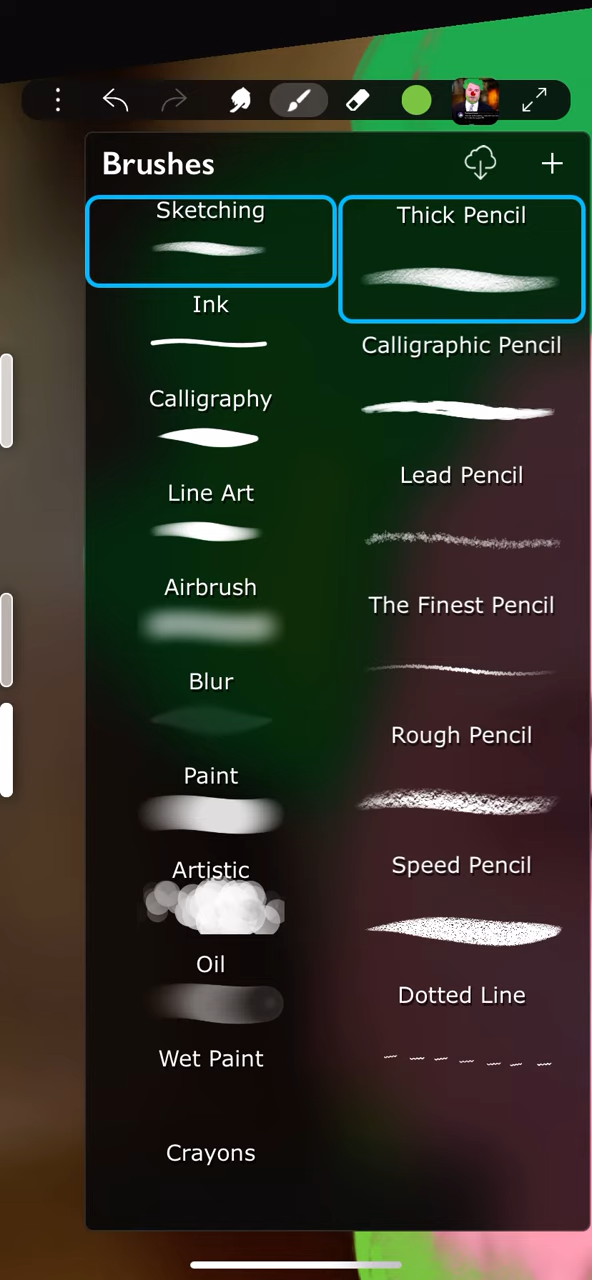 Brushes
Sketching
Ink
Calligraphy
Line Art
Airbrush
Blur
Paint
Artistic
Oil
Wet Paint
Crayons
Thick Pencil
Calligraphic Pencil
Lead Pencil
The Finest Pencil
Rough Pencil
Speed Pencil
Dotted Line